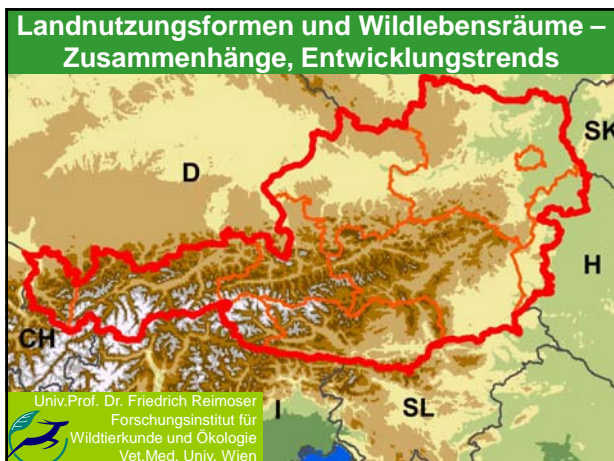 Landnutzungsformen und Wildlebensräume –
Zusammenhänge, Entwicklungstrends
SK
D
H
CH
I
SL
Univ.Prof. Dr. Friedrich Reimoser
Forschungsinstitut für
Wildtierkunde und Ökologie
Vet.Med. Univ. Wien